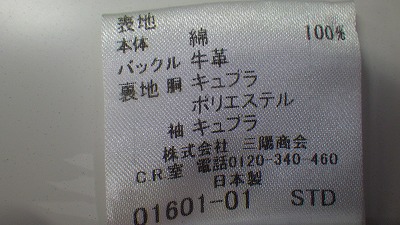 表地
本体 綿 100%
バックル 牛革
裏地 胴 キュプラ
ポリエステル
袖 キュプラ
株式会社 三陽商会
C.R.室 電話0120-340-460
日本製
01601-01 STD